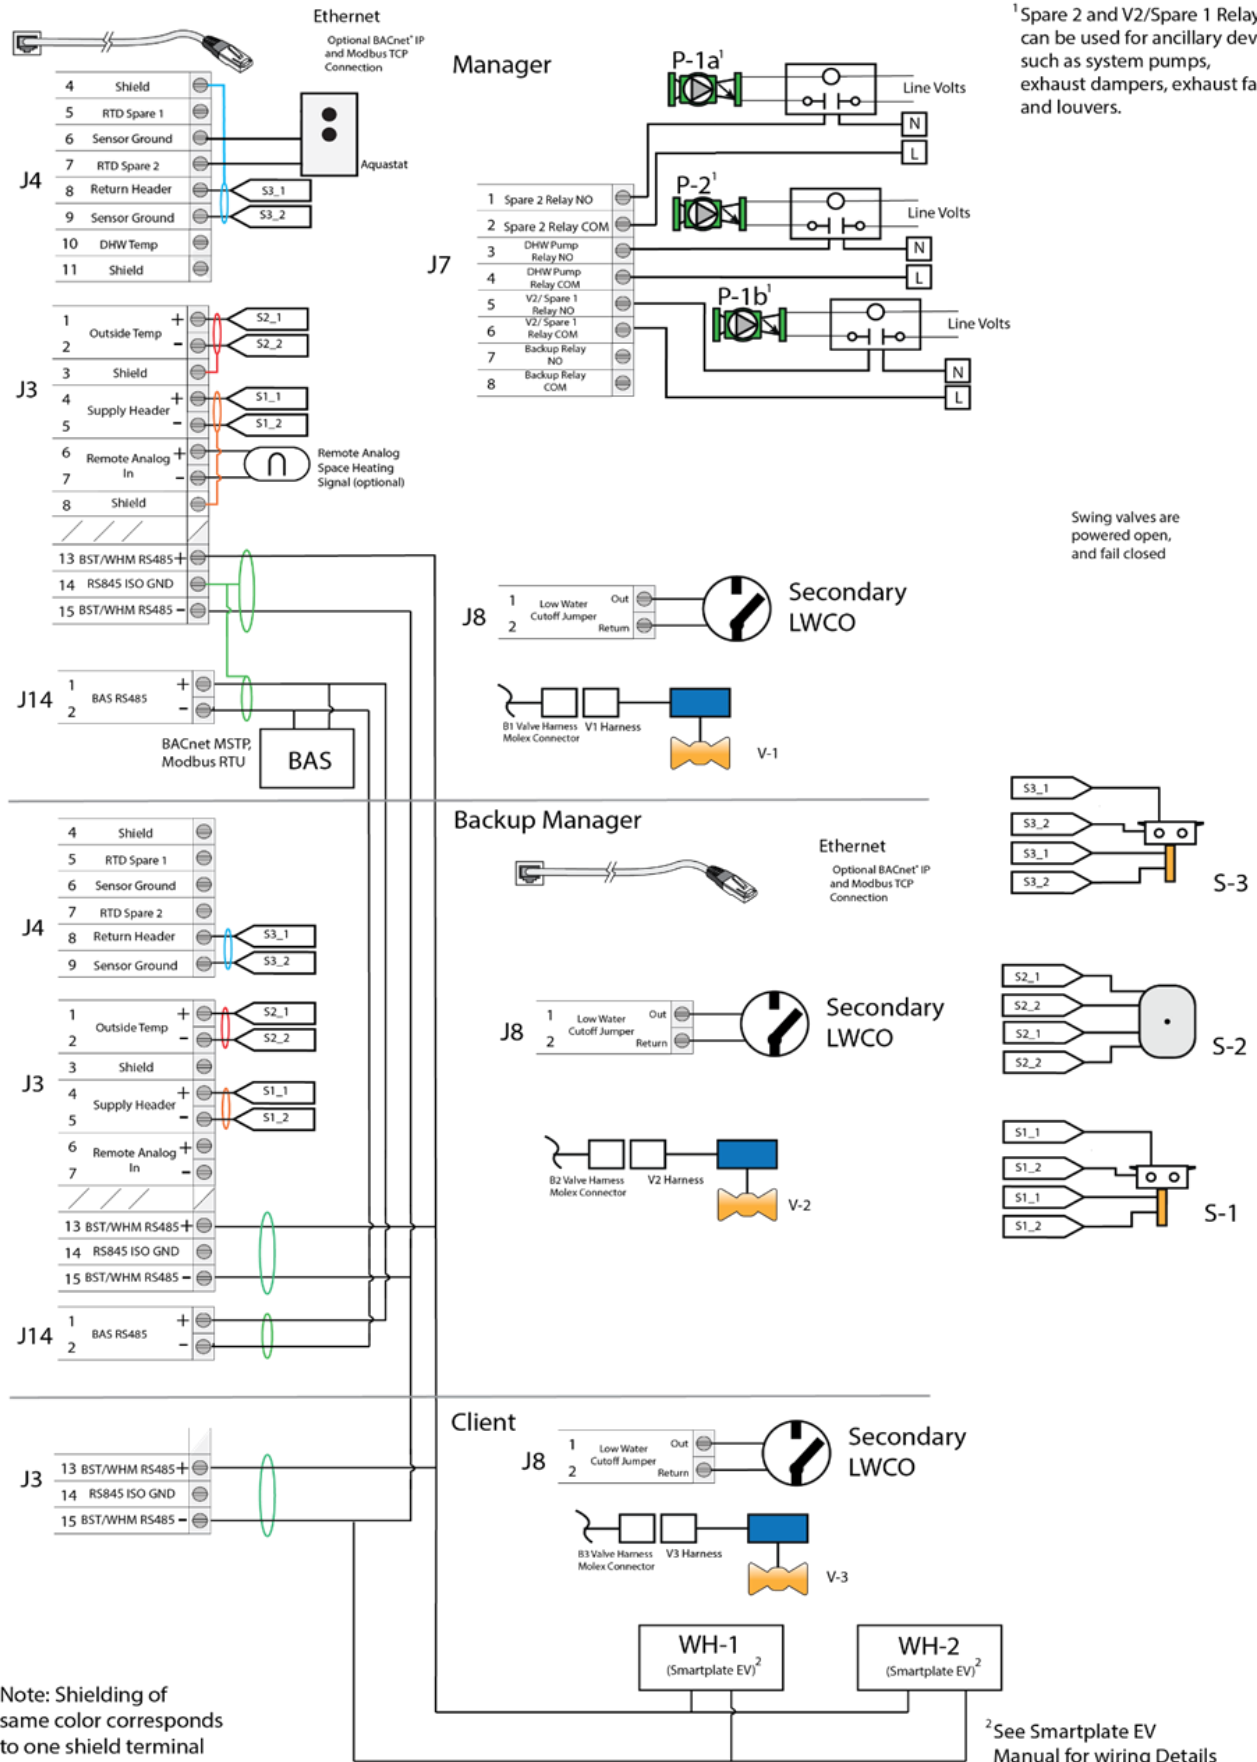 Ethernet
Optional BACnet® IP
and Modbus TCP
Connection
Manager
1 Spare 2 and V2/Spare 1 Relay
can be used for ancillary dev
such as system pumps,
exhaust dampers, exhaust fa
and louvers.
J4
4 Shield
5 RTD Spare 1
6 Sensor Ground
7 RTD Spare 2
8 Return Header
9 Sensor Ground
10 DHW Temp
11 Shield
Aquastat
S3_1
S3_2
P-1a1
Line Volts
N
L
P-21
Line Volts
N
L
P-1b1
Line Volts
N
L
J7
1 Spare 2 Relay NO
2 Spare 2 Relay COM
3 DHW Pump
Relay NO
4 DHW Pump
Relay COM
5 V2/ Spare 1
Relay NO
6 V2/ Spare 1
Relay COM
7 Backup Relay
NO
8 Backup Relay
COM
J3
1 +
Outside Temp
2 -
3 Shield
4 +
Supply Header
5 -
6 Remote Analog +
In
7 -
8 Shield
S2_1
S2_2
S1_1
S1_2
Remote Analog
Space Heating
Signal (optional)
13 BST/WHM RS485 +
14 RS845 ISO GND
15 BST/WHM RS485 -
J14
1 +
BAS RS485
2 -
BACnet MSTP,
Modbus RTU
BAS
Swing valves are
powered open,
and fail closed
J8
1 Low Water Out
2 Cutoff Jumper Return
Secondary
LWCO
B1 Valve Harness
Molex Connector
V1 Harness
V-1
Backup Manager
Ethernet
Optional BACnet® IP
and Modbus TCP
Connection
J4
4 Shield
5 RTD Spare 1
6 Sensor Ground
7 RTD Spare 2
8 Return Header
9 Sensor Ground
S3_1
S3_2
J3
1 +
Outside Temp
2 -
3 Shield
4 +
Supply Header
5 -
6 Remote Analog +
In
7 -
S2_1
S2_2
S1_1
S1_2
13 BST/WHM RS485 +
14 RS845 ISO GND
15 BST/WHM RS485 -
J14
1 +
BAS RS485
2 -
J8
1 Low Water Out
2 Cutoff Jumper Return
Secondary
LWCO
B2 Valve Harness
Molex Connector
V2 Harness
V-2
S3_1
S3_2
S3_1
S3_2
S-3
S2_1
S2_2
S2_1
S2_2
S-2
S1_1
S1_2
S1_1
S1_2
S-1
Client
J3
13 BST/WHM RS485 +
14 RS845 ISO GND
15 BST/WHM RS485 -
J8
1 Low Water Out
2 Cutoff Jumper Return
Secondary
LWCO
B3 Valve Harness
Molex Connector
V3 Harness
V-3
WH-1
(Smartplate EV)2
WH-2
(Smartplate EV)2
Note: Shielding of
same color corresponds
to one shield terminal
2 See Smartplate EV
Manual for wiring Details